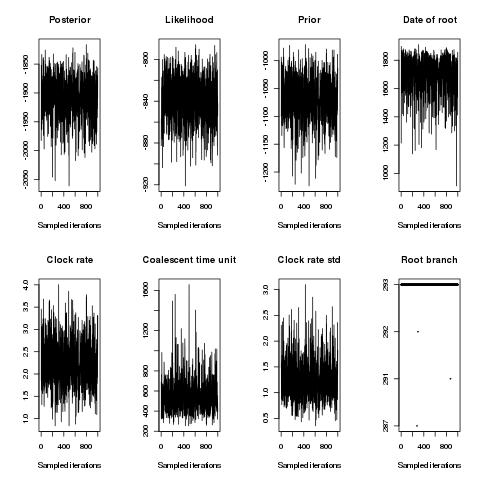 Posterior
Likelihood
Prior
Date of root
-2000 -1950 -1900 -1850
-920 -880 -840 -800
-1200 -1150 -1100 -1050 -1000
1000 1200 1400 1600 1800
0 400 800
0 400 800
0 400 800
0 400 800
Sampled iterations
Sampled iterations
Sampled iterations
Sampled iterations
Clock rate
Coalescent time unit
Clock rate std
Root branch
1.0 1.5 2.0 2.5 3.0 3.5 4.0
200 400 600 800 1200 1600
0.5 1.0 1.5 2.0 2.5 3.0
287 291 292 293
0 400 800
0 400 800
0 400 800
0 400 800
Sampled iterations
Sampled iterations
Sampled iterations
Sampled iterations